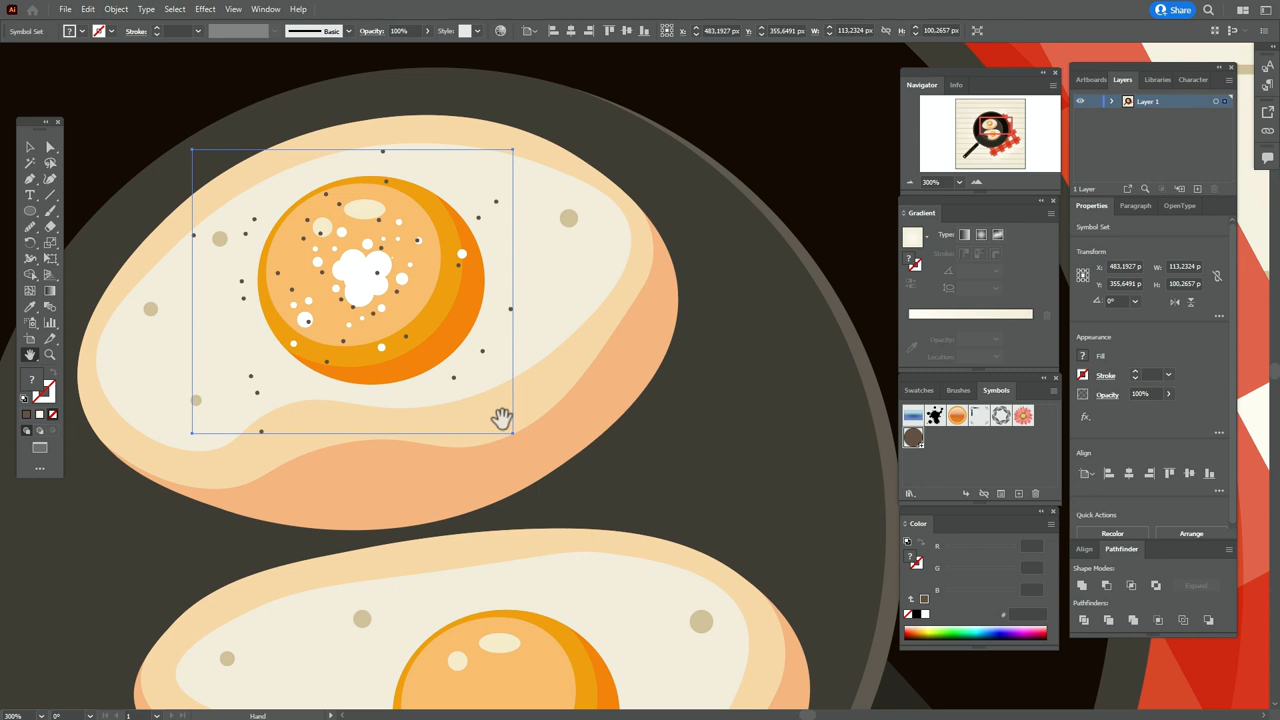 Ai File Edit Object Type Select Effect View Window Help Share
Symbol Set ? Stroke: Basic Opacity: 100% Style: X: 483,1927 px Y: 355,6491 px W: 113,2324 px H: 100,2657 px
Navigator Info
300%
Gradient
Type:
Stroke:
?
Opacity:
Location:
Swatches Brushes Symbols
Color
R
G
B
#
Artboards Layers Libraries Character
Layer 1
1 Layer
Properties Paragraph OpenType
Symbol Set
Transform
X: 483,1927 p W: 113,2324
Y: 355,6491 p H: 100,2657
0°
Appearance
? Fill
Stroke
Opacity 100%
fx.
Align
Quick Actions
Recolor Arrange
Align Pathfinder
Shape Modes:
Expand
Pathfinders:
T
?
300% 0° 1 Hand